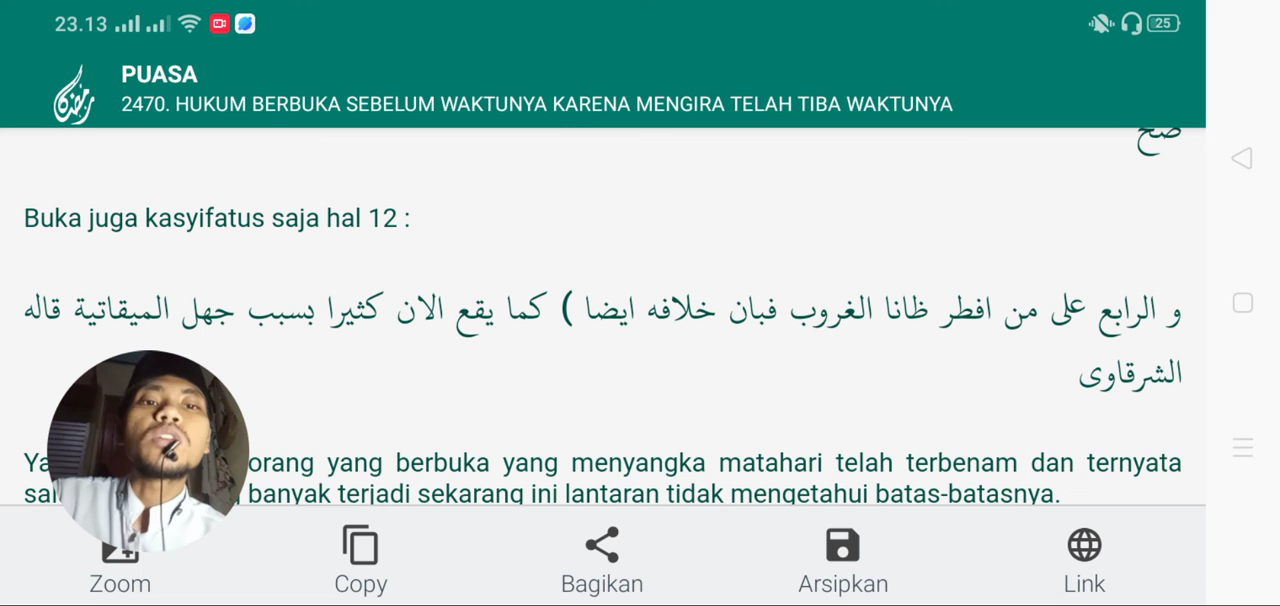 23.13
25
PUASA
2470. HUKUM BERBUKA SEBELUM WAKTUNYA KARENA MENGIRA TELAH TIBA WAKTUNYA
صح
Buka juga kasyifatus saja hal 12 :
و الرابع على من افطر ظانا الغروب فبان خلافه ايضا ) كما يقع الان كثيرا بسبب جهل الميقاتية قاله
الشرقاوى
orang yang berbuka yang menyangka matahari telah terbenam dan ternyata
banyak terjadi sekarang ini lantaran tidak mengetahui batas-batasnya.
Zoom
Copy
Bagikan
Arsipkan
Link